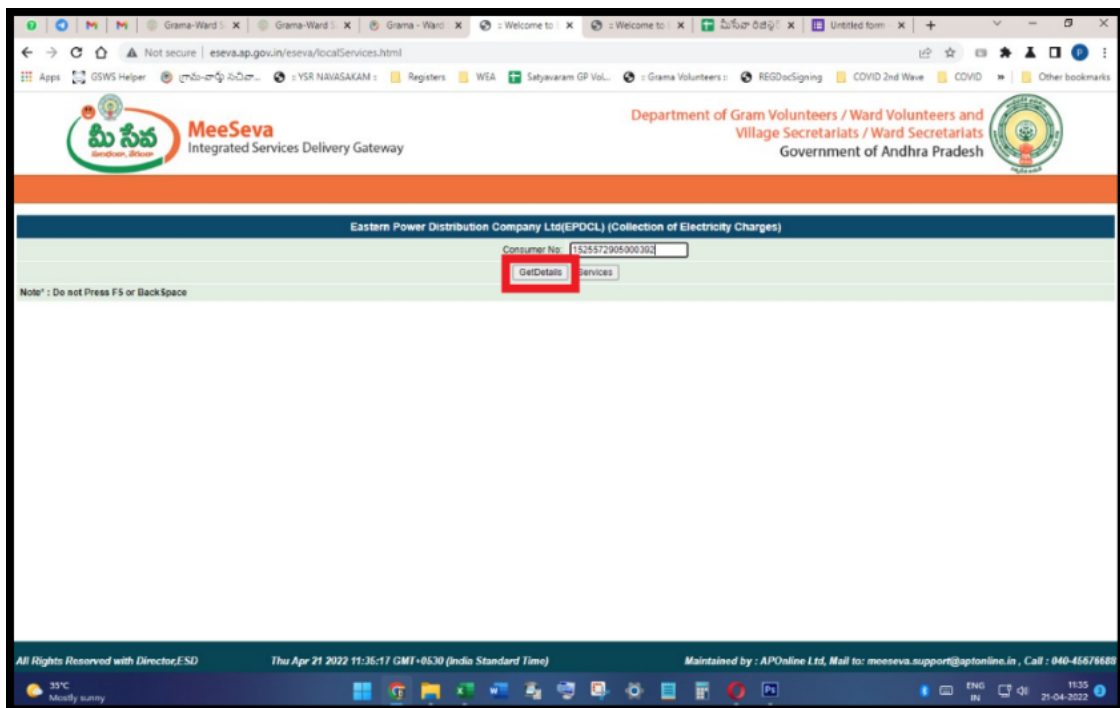 Grama-Ward S
Grama-Ward S
Grama - Ward
:: Welcome to
:: Welcome to
Untitled form
Not secure | eseva.ap.gov.in/eseva/localServices.html
Apps
GSWS Helper
:: YSR NAVASAKAM ::
Registers
WEA
Satyavaram GP Vol...
:: Grama Volunteers ::
REGDocSigning
COVID 2nd Wave
COVID
Other bookmarks
మీ సేవ
MeeSeva
Integrated Services Delivery Gateway
Department of Gram Volunteers / Ward Volunteers and
Village Secretariats / Ward Secretariats
Government of Andhra Pradesh
Eastern Power Distribution Company Ltd(EPDCL) (Collection of Electricity Charges)
Consumer No: 1525572905000392
GetDetails Services
Note* : Do not Press F5 or BackSpace
All Rights Reserved with Director,ESD Thu Apr 21 2022 11:35:17 GMT+0530 (India Standard Time) Maintained by : APOnline Ltd, Mail to: meeseva.support@aptonline.in , Call : 040-45676688
35°C
Mostly sunny
ENG
IN
11:35
21-04-2022